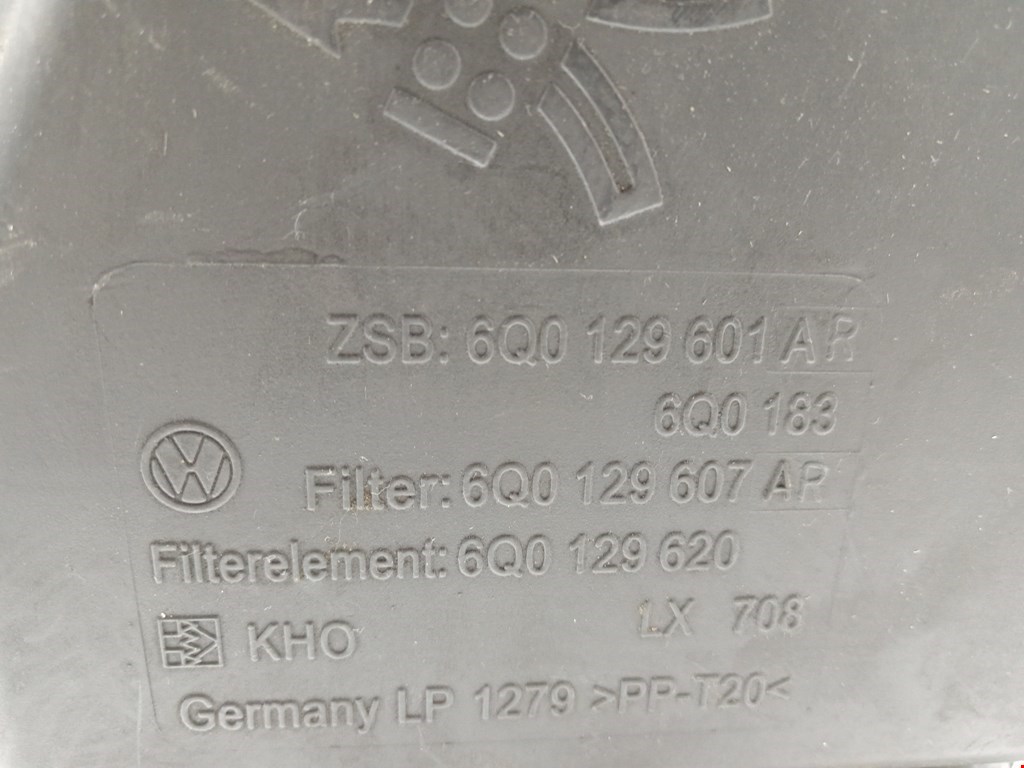 ZSB: 6Q0 129 601 AR
6Q0 183
Filter: 6Q0 129 607 AR
Filterelement: 6Q0 129 620
KHO LX 708
Germany LP 1279 >PP-T20<